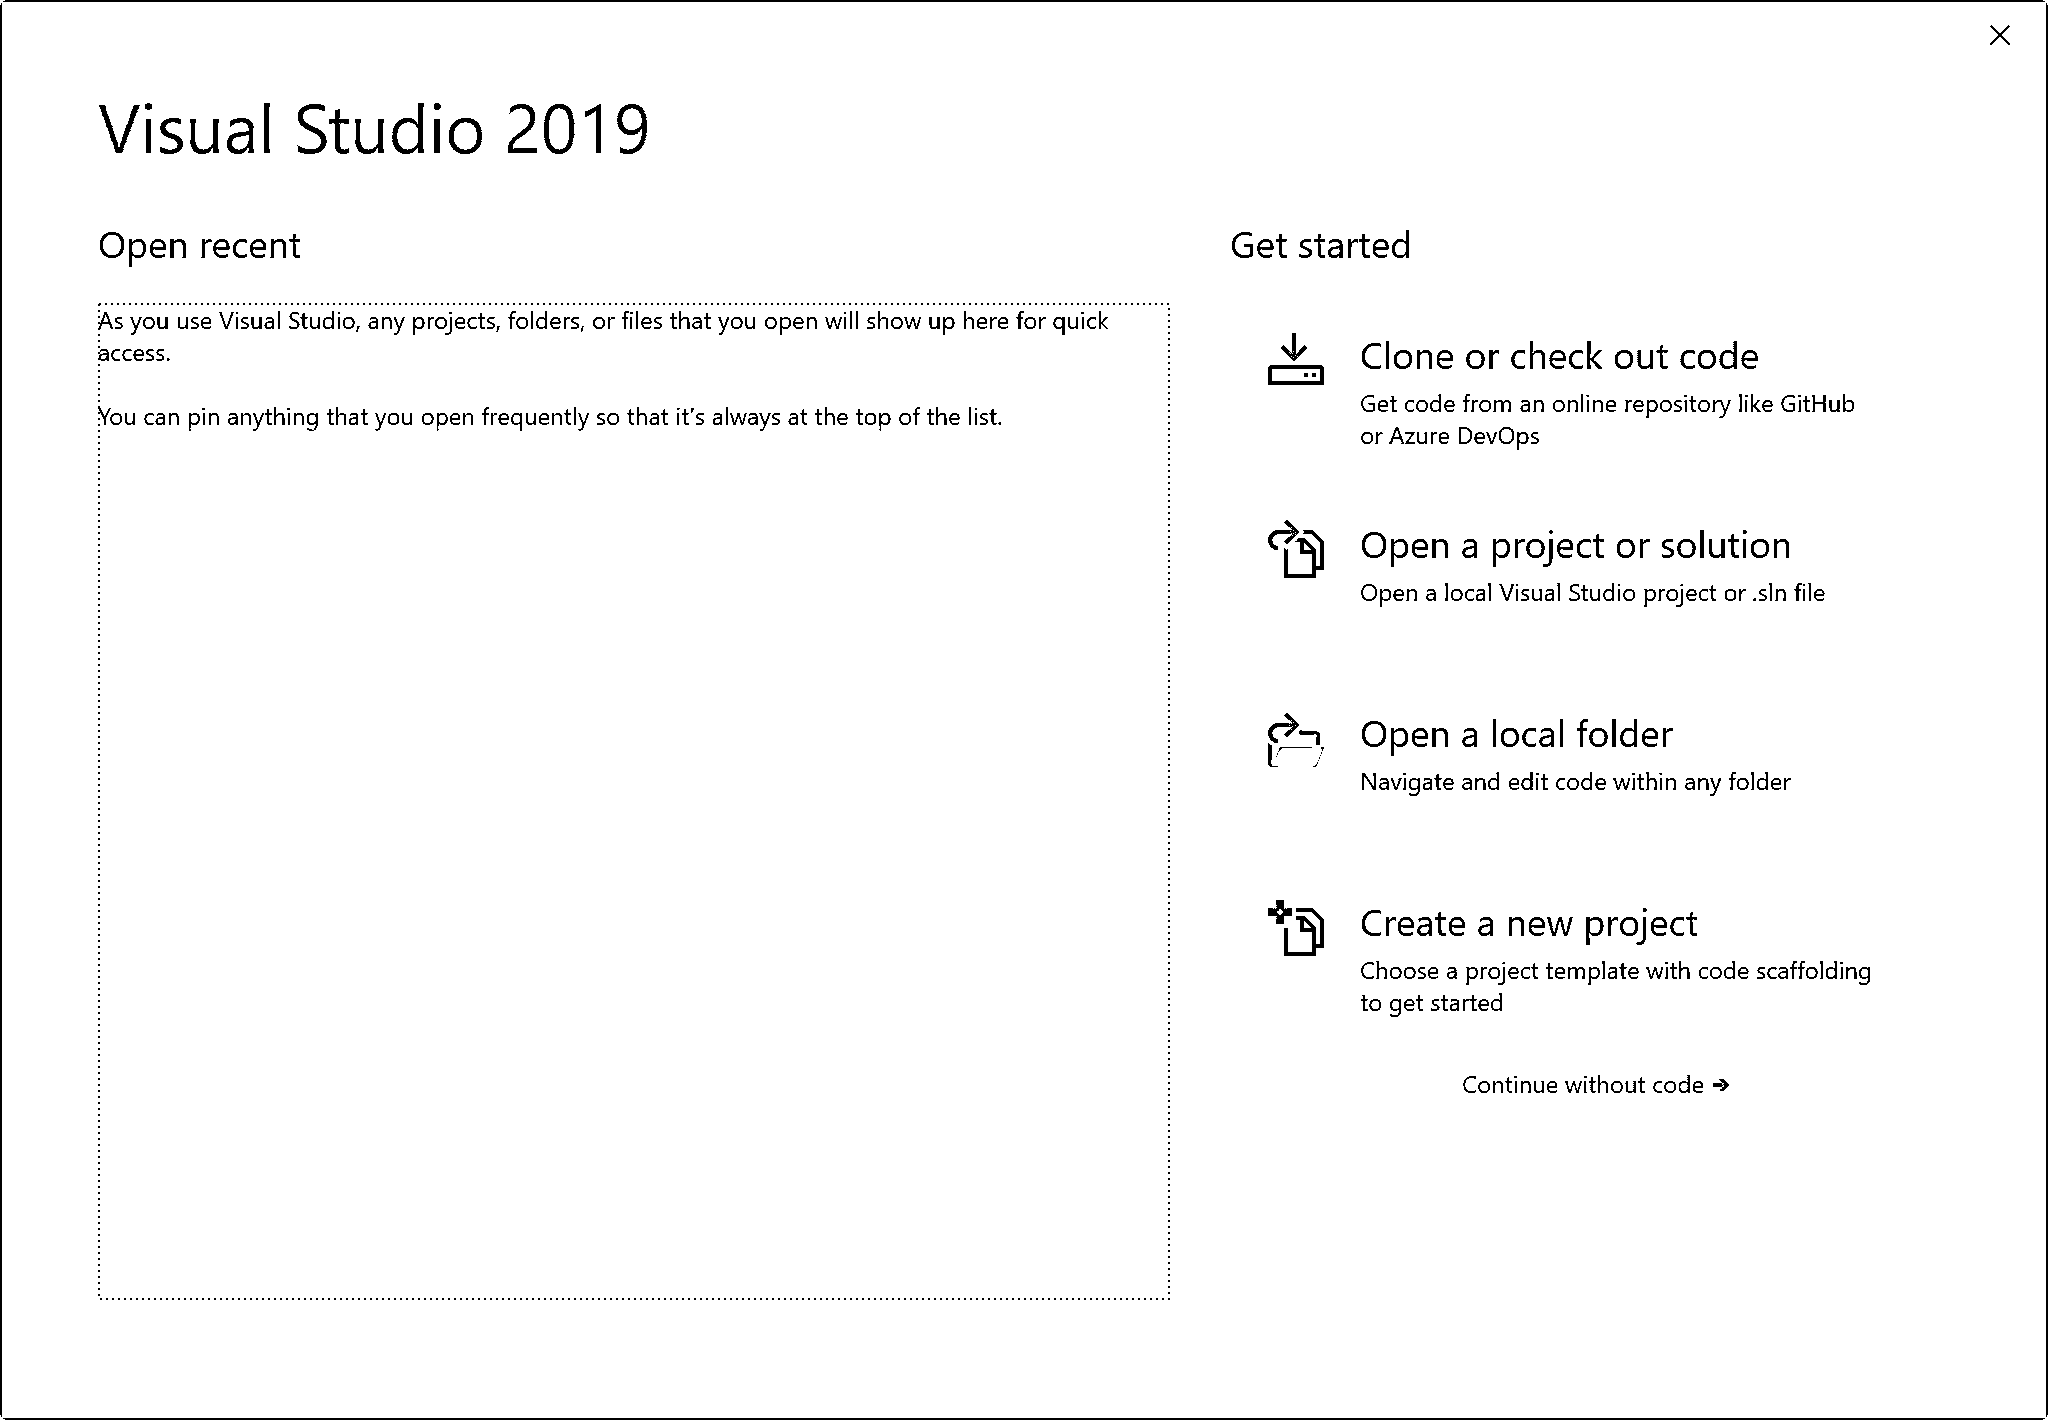 Visual Studio 2019
Open recent
As you use Visual Studio, any projects, folders, or files that you open will show up here for quick
access.
You can pin anything that you open frequently so that it’s always at the top of the list.
Get started
Clone or check out code
Get code from an online repository like GitHub
or Azure DevOps
Open a project or solution
Open a local Visual Studio project or .sln file
Open a local folder
Navigate and edit code within any folder
Create a new project
Choose a project template with code scaffolding
to get started
Continue without code →